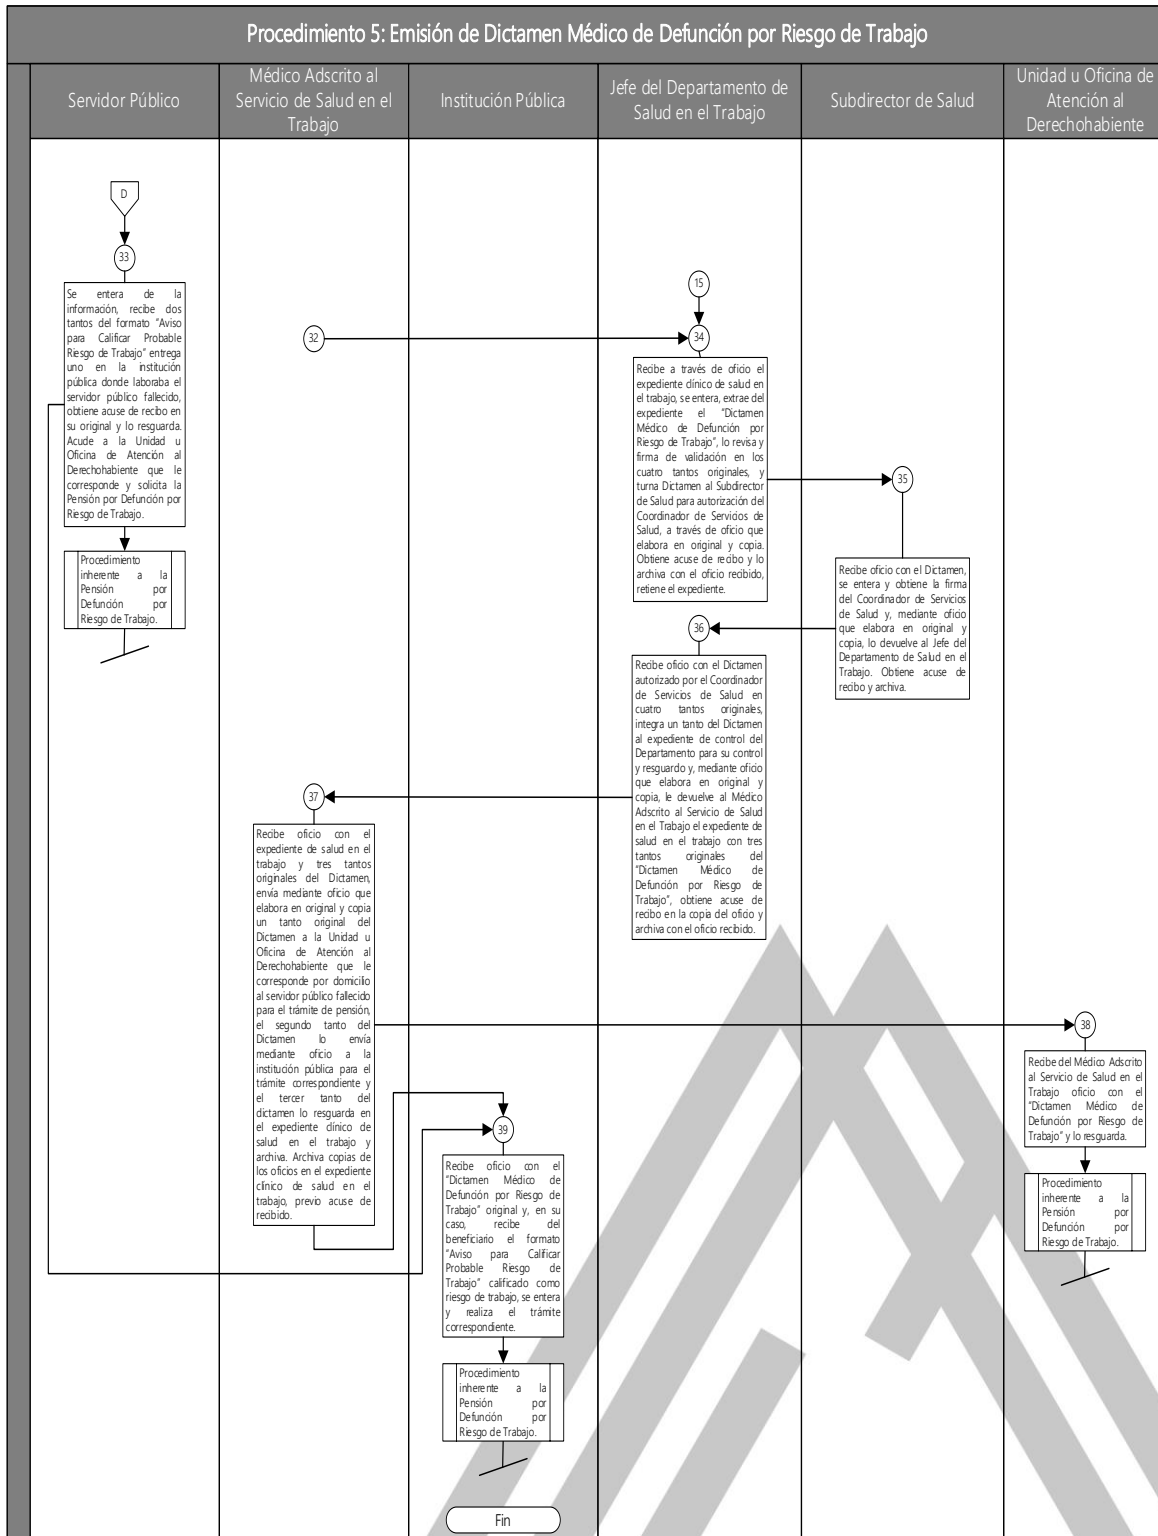 Procedimiento 5: Emisión de Dictamen Médico de Defunción por Riesgo de Trabajo
Servidor Público
Médico Adscrito al
Servicio de Salud en el
Trabajo
Institución Pública
Jefe del Departamento de
Salud en el Trabajo
Subdirector de Salud
Unidad u Oficina de
Atención al
Derechohabiente
D
33
Se entera de la
información, recibe dos
tantos del formato "Aviso
para Calificar Probable
Riesgo de Trabajo" entrega
uno en la institución
pública donde laboraba el
servidor público fallecido,
obtiene acuse de recibo en
su original y lo resguarda.
Acude a la Unidad u
Oficina de Atención al
Derechohabiente que le
corresponde y solicita la
Pensión por Defunción por
Riesgo de Trabajo.
Procedimiento
inherente a la
Pensión por
Defunción por
Riesgo de Trabajo.
32
15
34
Recibe a través de oficio el
expediente clínico de salud en
el trabajo, se entera, extrae del
expediente el "Dictamen
Médico de Defunción por
Riesgo de Trabajo", lo revisa y
firma de validación en los
cuatro tantos originales, y
turna Dictamen al Subdirector
de Salud para autorización del
Coordinador de Servicios de
Salud, a través de oficio que
elabora en original y copia.
Obtiene acuse de recibo y lo
archiva con el oficio recibido,
retiene el expediente.
35
Recibe oficio con el Dictamen,
se entera y obtiene la firma
del Coordinador de Servicios
de Salud y, mediante oficio
que elabora en original y
copia, lo devuelve al Jefe del
Departamento de Salud en el
Trabajo. Obtiene acuse de
recibo y archiva.
36
Recibe oficio con el Dictamen
autorizado por el Coordinador
de Servicios de Salud en
cuatro tantos originales,
integra un tanto del Dictamen
al expediente de control del
Departamento para su control
y resguardo y, mediante oficio
que elabora en original y
copia, le devuelve al Médico
Adscrito al Servicio de Salud
en el Trabajo el expediente de
salud en el trabajo con tres
tantos originales del
"Dictamen Médico de
Defunción por Riesgo de
Trabajo", obtiene acuse de
recibo en la copia del oficio y
archiva con el oficio recibido.
37
Recibe oficio con el
expediente de salud en el
trabajo y tres tantos
originales del Dictamen,
envía mediante oficio que
elabora en original y copia
un tanto original del
Dictamen a la Unidad u
Oficina de Atención al
Derechohabiente que le
corresponde por domicilio
al servidor público fallecido
para el trámite de pensión,
el segundo tanto del
Dictamen lo envía
mediante oficio a la
institución pública para el
trámite correspondiente y
el tercer tanto del
dictamen lo resguarda en
el expediente clínico de
salud en el trabajo y
archiva. Archiva copias de
los oficios en el expediente
clínico de salud en el
trabajo, previo acuse de
recibido.
38
Recibe del Médico Adscrito
al Servicio de Salud en el
Trabajo oficio con el
"Dictamen Médico de
Defunción por Riesgo de
Trabajo" y lo resguarda.
Procedimiento
inherente a la
Pensión por
Defunción por
Riesgo de Trabajo.
39
Recibe oficio con el
"Dictamen Médico de
Defunción por Riesgo de
Trabajo" original y, en su
caso, recibe del
beneficiario el formato
"Aviso para Calificar
Probable Riesgo de
Trabajo" calificado como
riesgo de trabajo, se entera
y realiza el trámite
correspondiente.
Procedimiento
inherente a la
Pensión por
Defunción por
Riesgo de Trabajo.
Fin